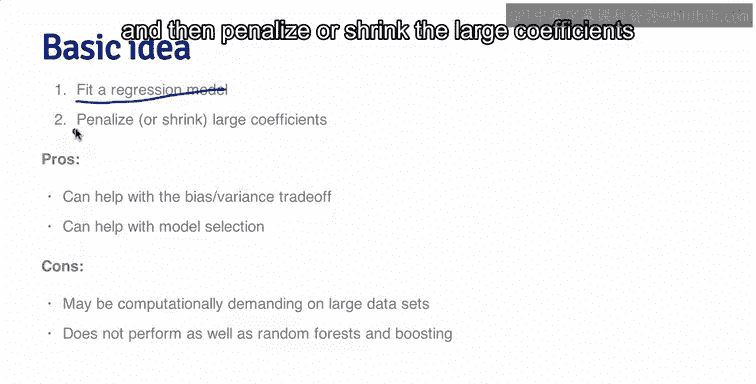 and then penalize or shrink the large coefficients
Basic idea
1. Fit a regression model
2. Penalize (or shrink) large coefficients
Pros:
· Can help with the bias/variance tradeoff
· Can help with model selection
Cons:
· May be computationally demanding on large data sets
· Does not perform as well as random forests and boosting